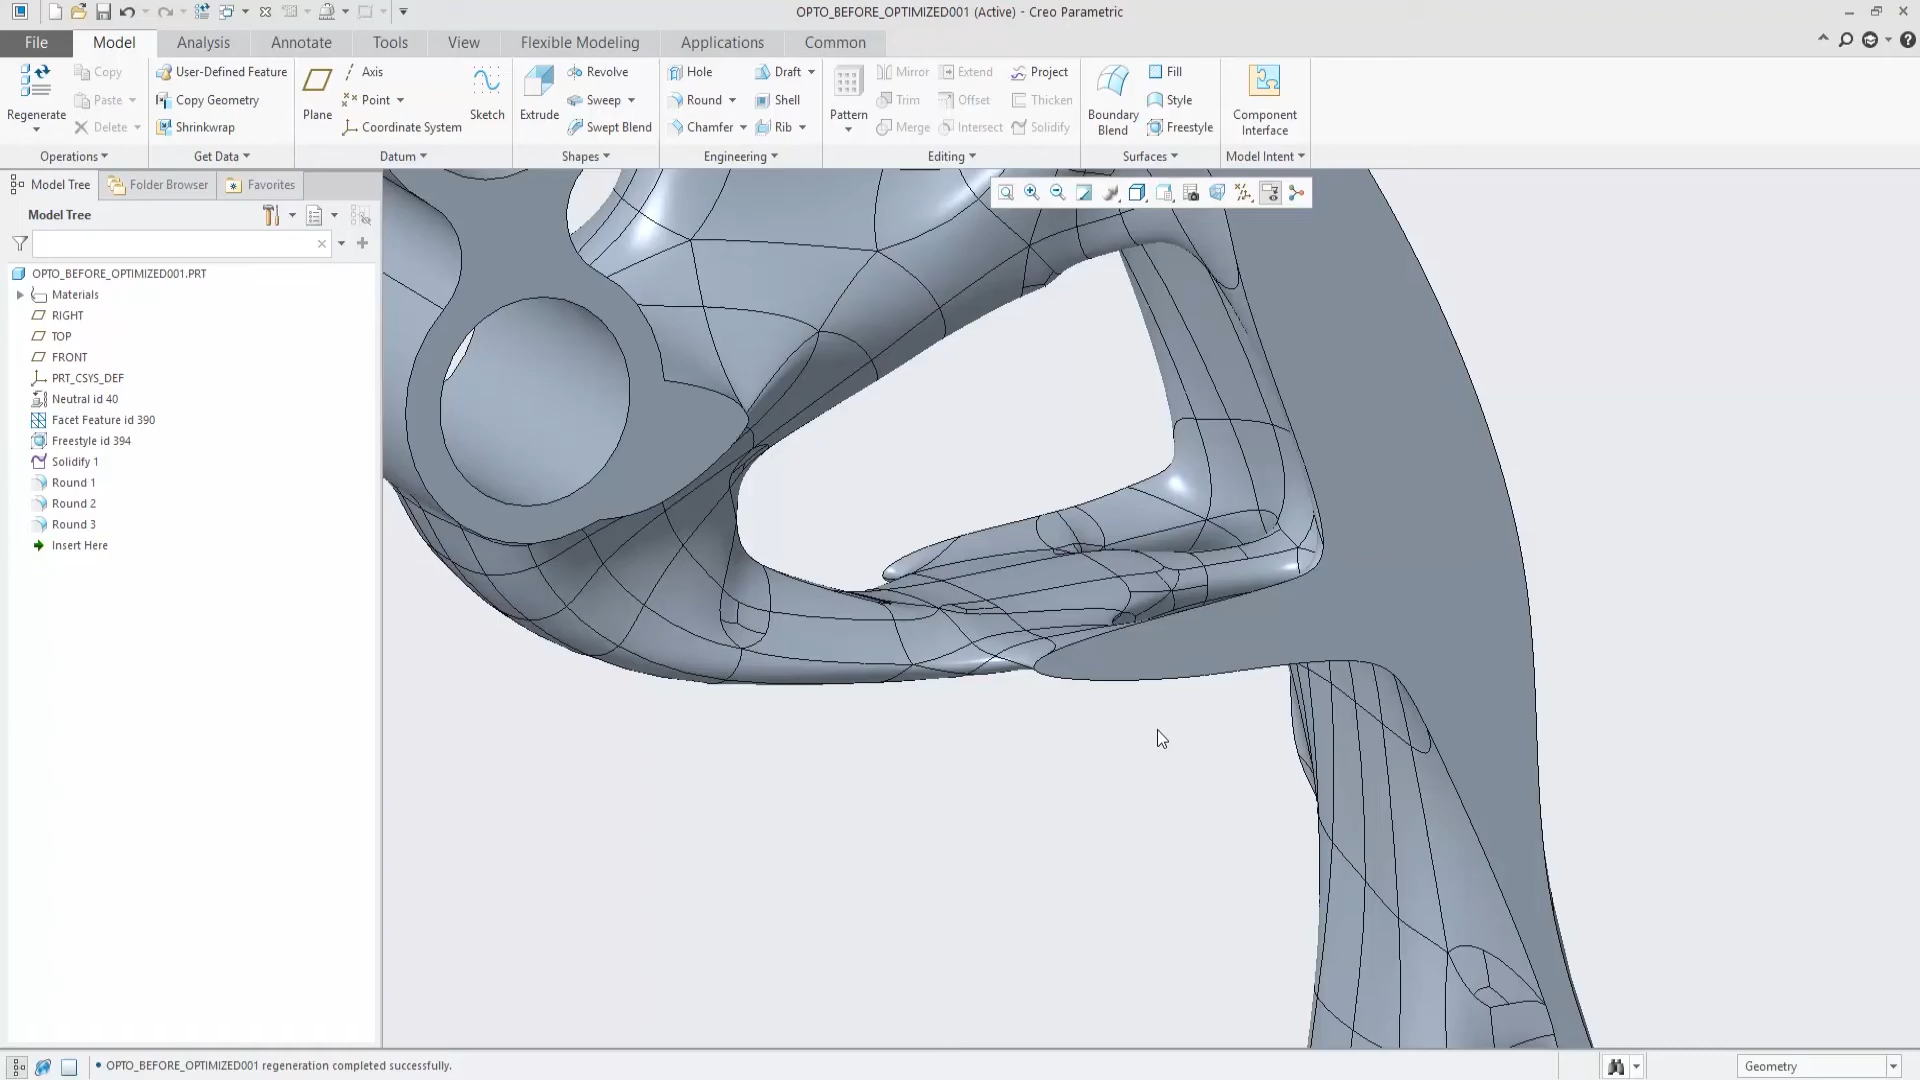 OPTO_BEFORE_OPTIMIZED001 (Active) - Creo Parametric
File Model Analysis Annotate Tools View Flexible Modeling Applications Common
Regenerate
Copy
Paste
Delete
Operations
User-Defined Feature
Copy Geometry
Shrinkwrap
Get Data
Plane
Axis
Point
Coordinate System
Sketch
Datum
Extrude
Revolve
Sweep
Swept Blend
Shapes
Hole
Round
Chamfer
Draft
Shell
Rib
Engineering
Pattern
Mirror
Trim
Merge
Extend
Offset
Intersect
Project
Thicken
Solidify
Editing
Boundary
Blend
Fill
Style
Freestyle
Surfaces
Component
Interface
Model Intent
Model Tree Folder Browser Favorites
Model Tree
OPTO_BEFORE_OPTIMIZED001.PRT
Materials
RIGHT
TOP
FRONT
PRT_CSYS_DEF
Neutral id 40
Facet Feature id 390
Freestyle id 394
Solidify 1
Round 1
Round 2
Round 3
Insert Here
• OPTO_BEFORE_OPTIMIZED001 regeneration completed successfully.
Geometry